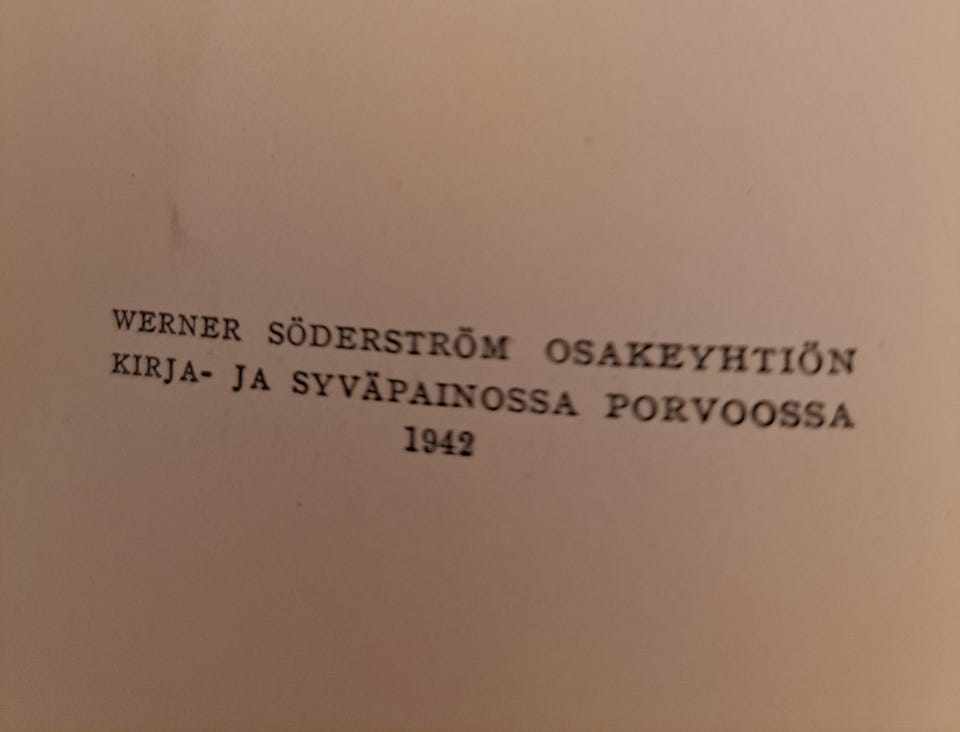 WERNER SÖDERSTRÖM OSAKEYHTIÖN
KIRJA- JA SYVÄPAINOSSA PORVOOSSA
1942